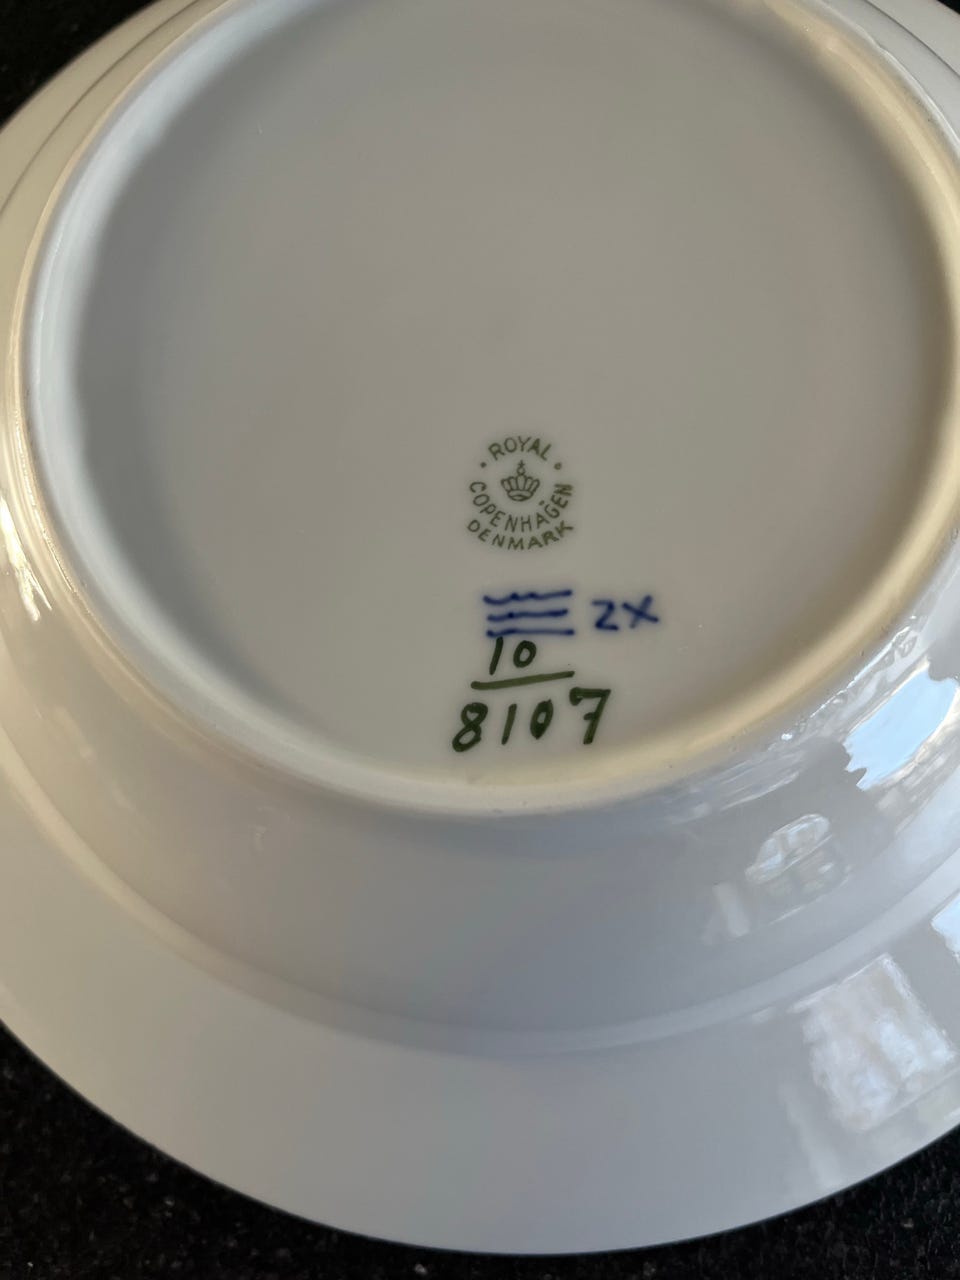 ROYAL
COPENHAGEN
DENMARK
2X
10
8107